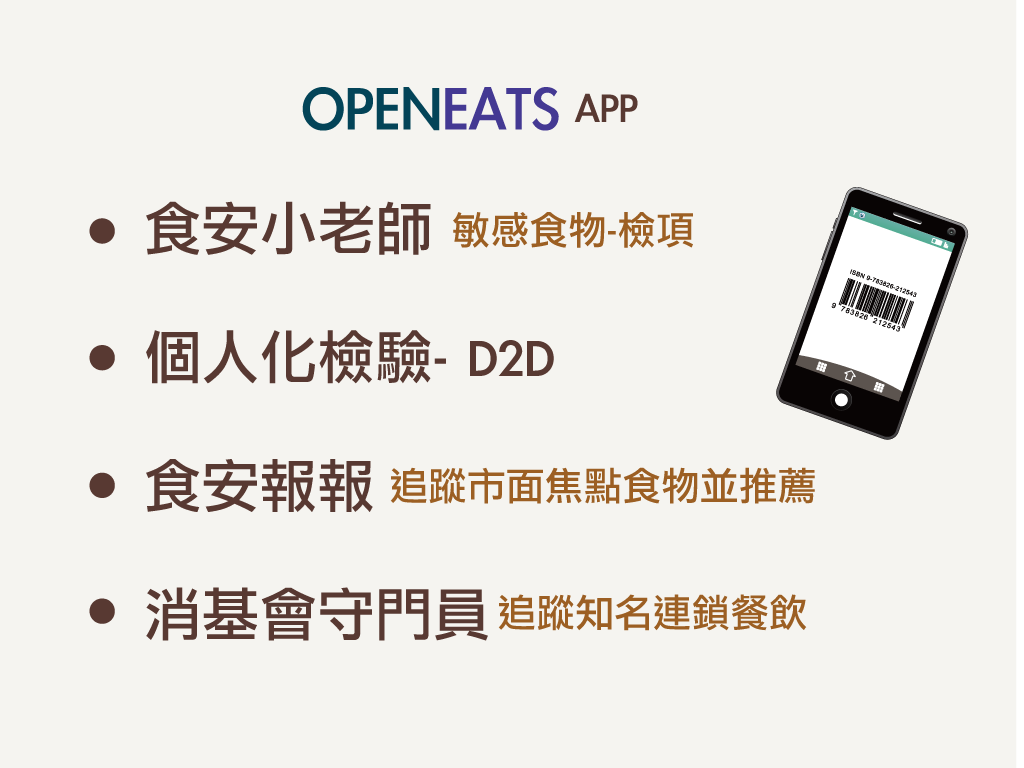 OPENEATS APP
• 食安小老師 敏感食物-檢項
ISBN 9-783826-212543
9 783826 212543
• 個人化檢驗- D2D
• 食安報報 追蹤市面焦點食物並推薦
• 消基會守門員 追蹤知名連鎖餐飲